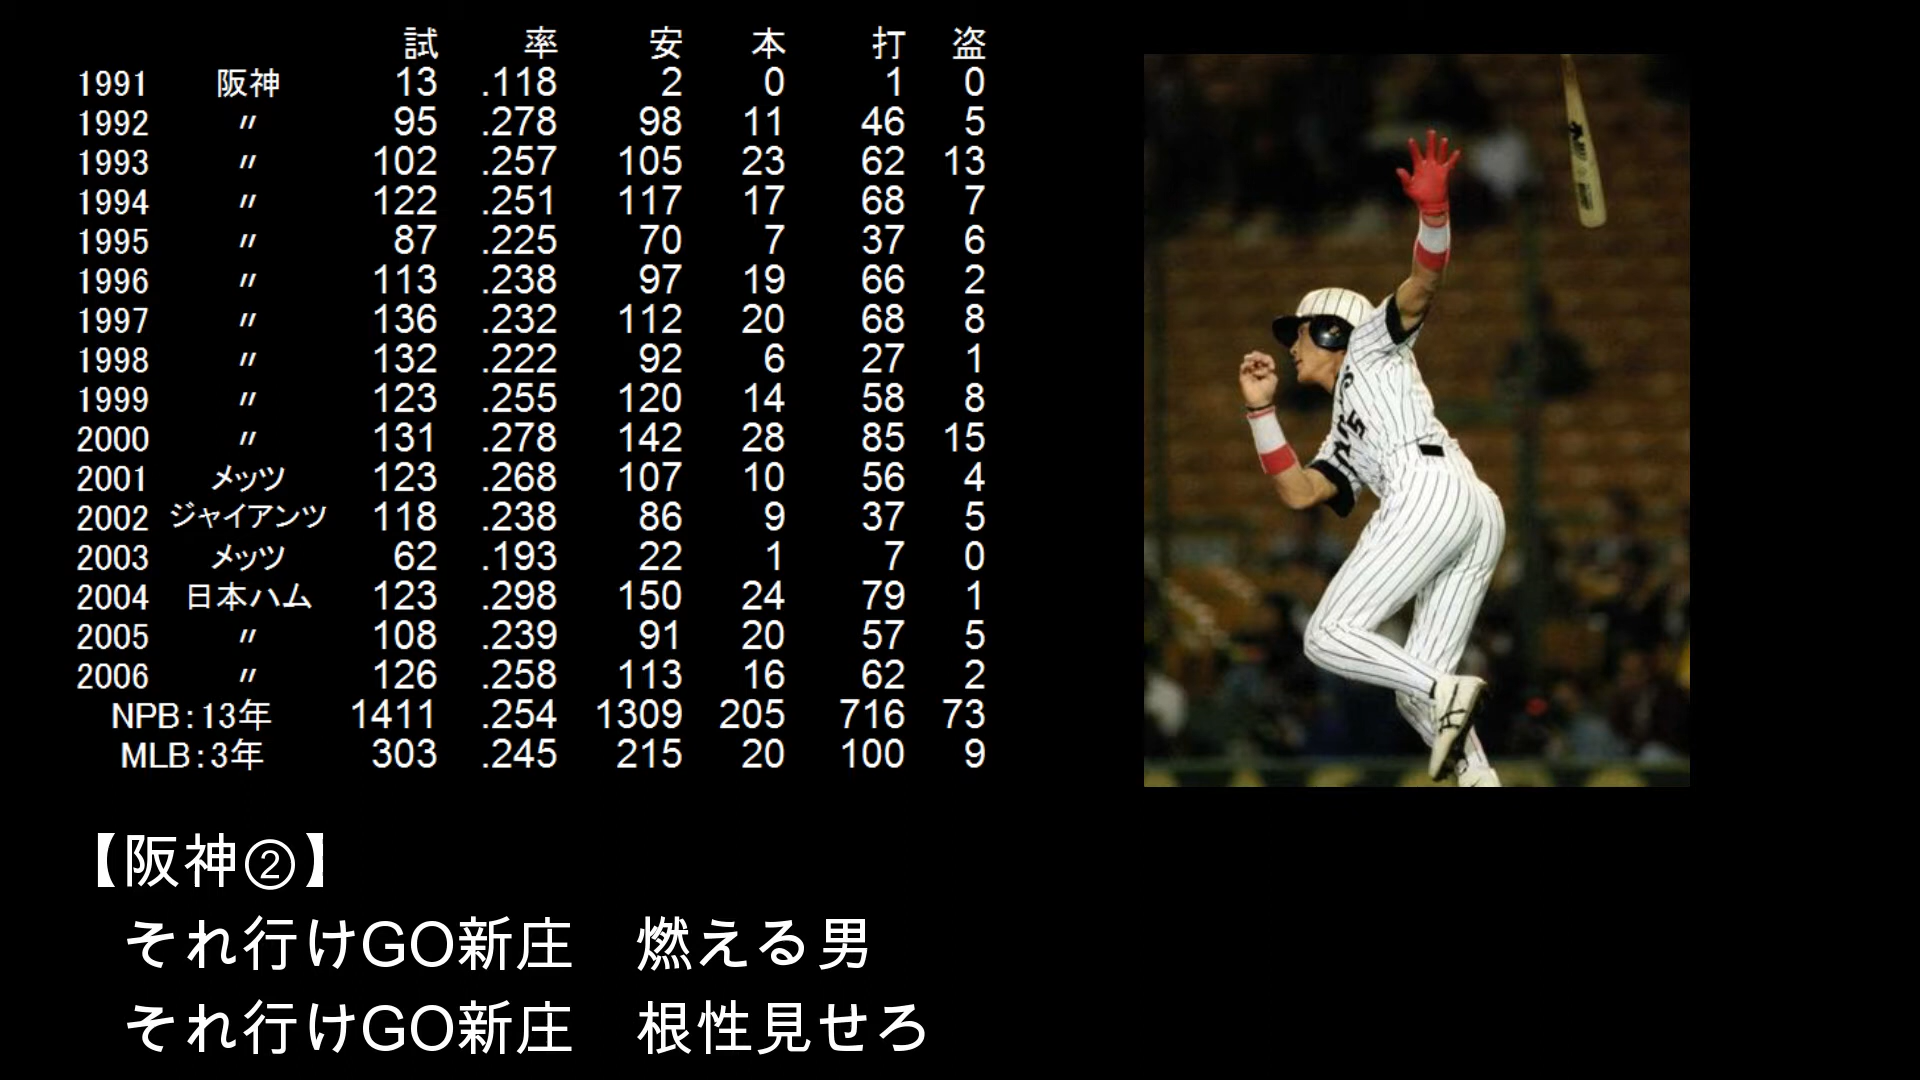 試 率 安 本 打 盗
1991 阪神 13 .118 2 0 1 0
1992 〃 95 .278 98 11 46 5
1993 〃 102 .257 105 23 62 13
1994 〃 122 .251 117 17 68 7
1995 〃 87 .225 70 7 37 6
1996 〃 113 .238 97 19 66 2
1997 〃 136 .232 112 20 68 8
1998 〃 132 .222 92 6 27 1
1999 〃 123 .255 120 14 58 8
2000 〃 131 .278 142 28 85 15
2001 メッツ 123 .268 107 10 56 4
2002 ジャイアンツ 118 .238 86 9 37 5
2003 メッツ 62 .193 22 1 7 0
2004 日本ハム 123 .298 150 24 79 1
2005 〃 108 .239 91 20 57 5
2006 〃 126 .258 113 16 62 2
NPB:13年 1411 .254 1309 205 716 73
MLB:3年 303 .245 215 20 100 9
【阪神②】
それ行けGO新庄 燃える男
それ行けGO新庄 根性見せろ